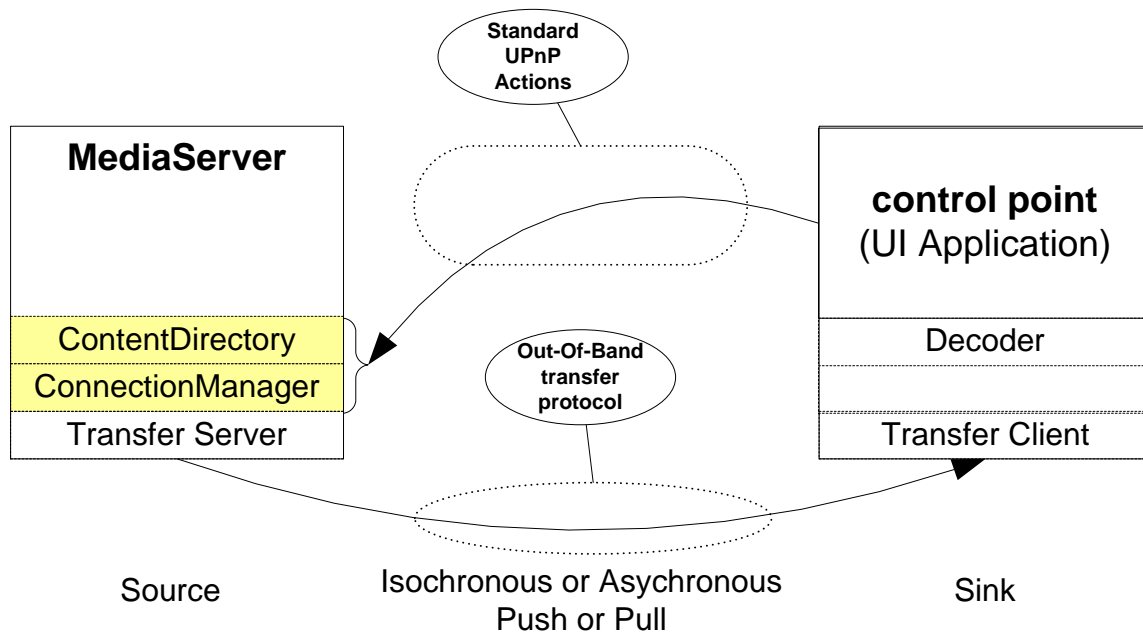 Standard
UPnP
Actions
MediaServer
control point
(UI Application)
ContentDirectory
ConnectionManager
Transfer Server
Out-Of-Band
transfer
protocol
Decoder
Transfer Client
Source
Isochronous or Asychronous
Push or Pull
Sink